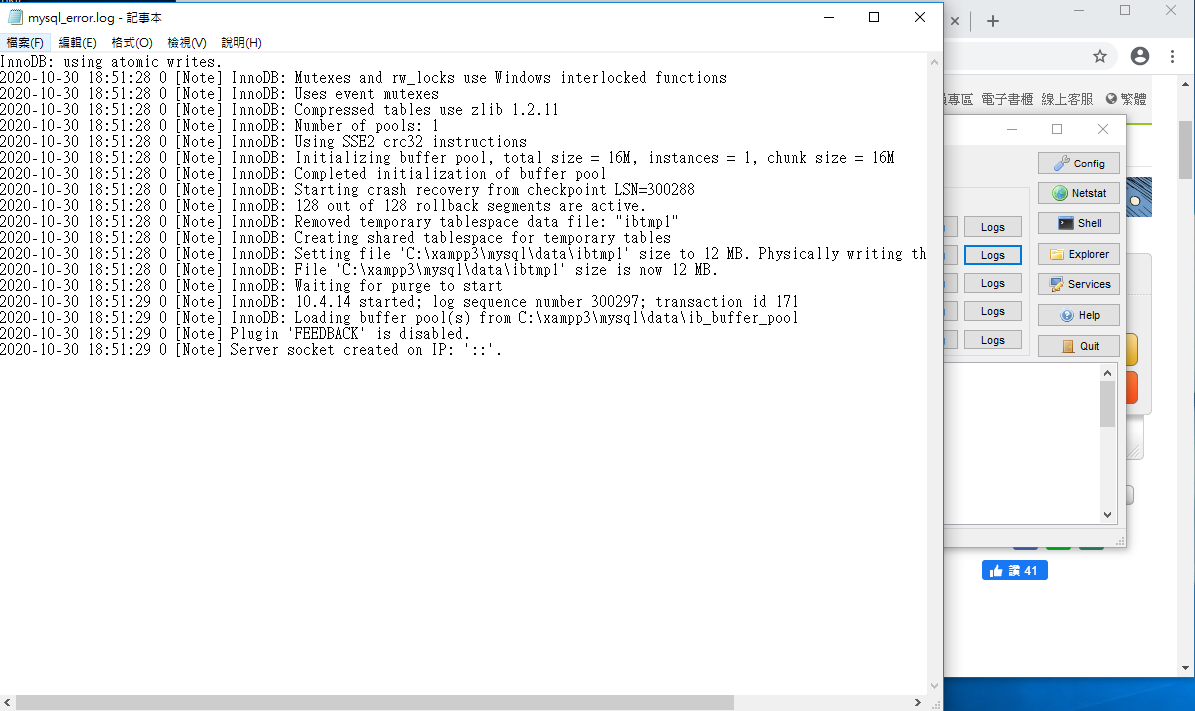 mysql_error.log - 記事本
檔案(F) 編輯(E) 格式(O) 檢視(V) 說明(H)
InnoDB: using atomic writes.
2020-10-30 18:51:28 0 [Note] InnoDB: Mutexes and rw_locks use Windows interlocked functions
2020-10-30 18:51:28 0 [Note] InnoDB: Uses event mutexes
2020-10-30 18:51:28 0 [Note] InnoDB: Compressed tables use zlib 1.2.11
2020-10-30 18:51:28 0 [Note] InnoDB: Number of pools: 1
2020-10-30 18:51:28 0 [Note] InnoDB: Using SSE2 crc32 instructions
2020-10-30 18:51:28 0 [Note] InnoDB: Initializing buffer pool, total size = 16M, instances = 1, chunk size = 16M
2020-10-30 18:51:28 0 [Note] InnoDB: Completed initialization of buffer pool
2020-10-30 18:51:28 0 [Note] InnoDB: Starting crash recovery from checkpoint LSN=300288
2020-10-30 18:51:28 0 [Note] InnoDB: 128 out of 128 rollback segments are active.
2020-10-30 18:51:28 0 [Note] InnoDB: Removed temporary tablespace data file: "ibtmp1"
2020-10-30 18:51:28 0 [Note] InnoDB: Creating shared tablespace for temporary tables
2020-10-30 18:51:28 0 [Note] InnoDB: Setting file 'C:\xampp3\mysql\data\ibtmp1' size to 12 MB. Physically writing th
2020-10-30 18:51:28 0 [Note] InnoDB: File 'C:\xampp3\mysql\data\ibtmp1' size is now 12 MB.
2020-10-30 18:51:28 0 [Note] InnoDB: Waiting for purge to start
2020-10-30 18:51:29 0 [Note] InnoDB: 10.4.14 started; log sequence number 300297; transaction id 171
2020-10-30 18:51:29 0 [Note] InnoDB: Loading buffer pool(s) from C:\xampp3\mysql\data\ib_buffer_pool
2020-10-30 18:51:29 0 [Note] Plugin 'FEEDBACK' is disabled.
2020-10-30 18:51:29 0 [Note] Server socket created on IP: '::'.
專區 電子書櫃 線上客服 繁體
Config
Netstat
Logs
Shell
Logs
Explorer
Logs
Services
Logs
Help
Logs
Quit
讚 41